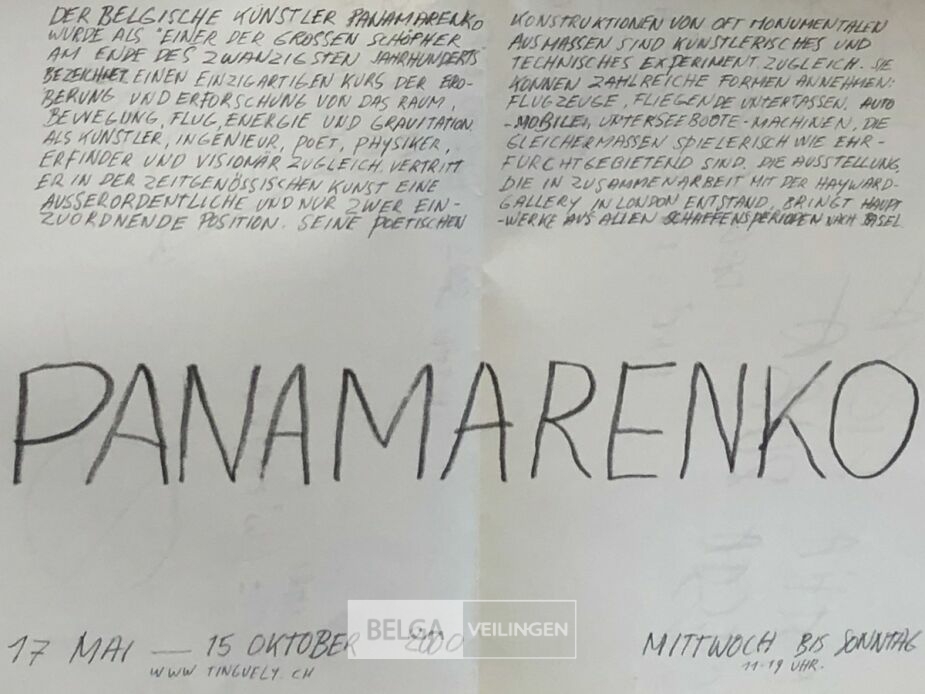 DER BELGISCHE KÜNSTLER PANAMARENKO
WURDE ALS "EINER DER GROSSEN SCHÖPHER
AM ENDE DES ZWANZIGSTEN JAHRHUNDERTS"
BEZEICHNET. EINEN EINZIGARTIGEN KURS DER ERO-
BERUNG UND ERFORSCHUNG VON DAS RAUM,
BEWEGUNG, FLUG, ENERGIE UND GRAVITATION.
ALS KÜNSTLER, INGENIEUR, POET, PHYSIKER,
ERFINDER UND VISIONÄR ZUGLEICH. VERTRITT
ER IN DER ZEITGENÖSSISCHEN KUNST EINE
AUSSERORDENTLICHE UND NUR ZWER EIN-
ZUORDNENDE POSITION. SEINE POETISCHEN
KONSTRUKTIONEN VON OFT MONUMENTALEN
AUSMASSEN SIND KÜNSTLERISCHES UND
TECHNISCHES EXPERIMENT ZUGLEICH. SIE
KÖNNEN ZAHLREICHE FORMEN ANNEHMEN:
FLUGZEUGE, FLIEGENDE UNTERTASSEN, AUTO
-MOBILEN, UNTERSEEBOOTE-MACHINEN, DIE
GLEICHERMASSEN SPIELERISCH WIE EHR-
FURCHTGEBIETEND SIND. DIE AUSSTELLUNG,
DIE IN ZUSAMMENARBEIT MIT DER HAYWARD-
GALLERY IN LONDON ENTSTAND, BRINGT HAUPT
-WERKE AUS ALLEN SCHAFFENSPERIODEN NACH BASEL.
PANAMARENKO
17 MAI — 15 OKTOBER 2000
WWW TINGUELY. CH
MITTWOCH BIS SONNTAG
11-19 UHR.
BELGA VEILINGEN